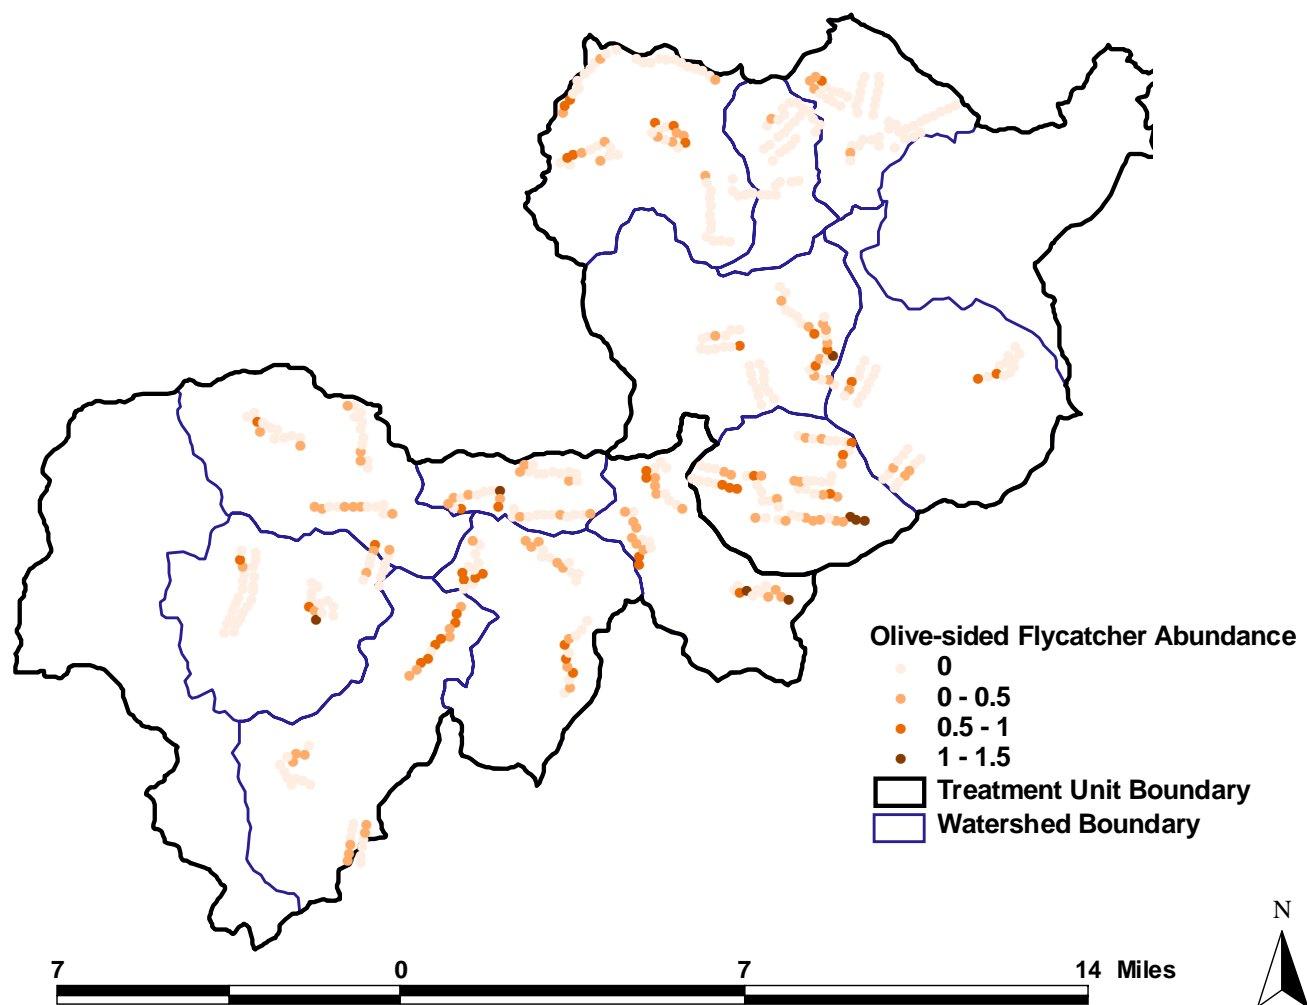 Olive-sided Flycatcher Abundance
0
0 - 0.5
0.5 - 1
1 - 1.5
Treatment Unit Boundary
Watershed Boundary
N
7 0 7 14 Miles